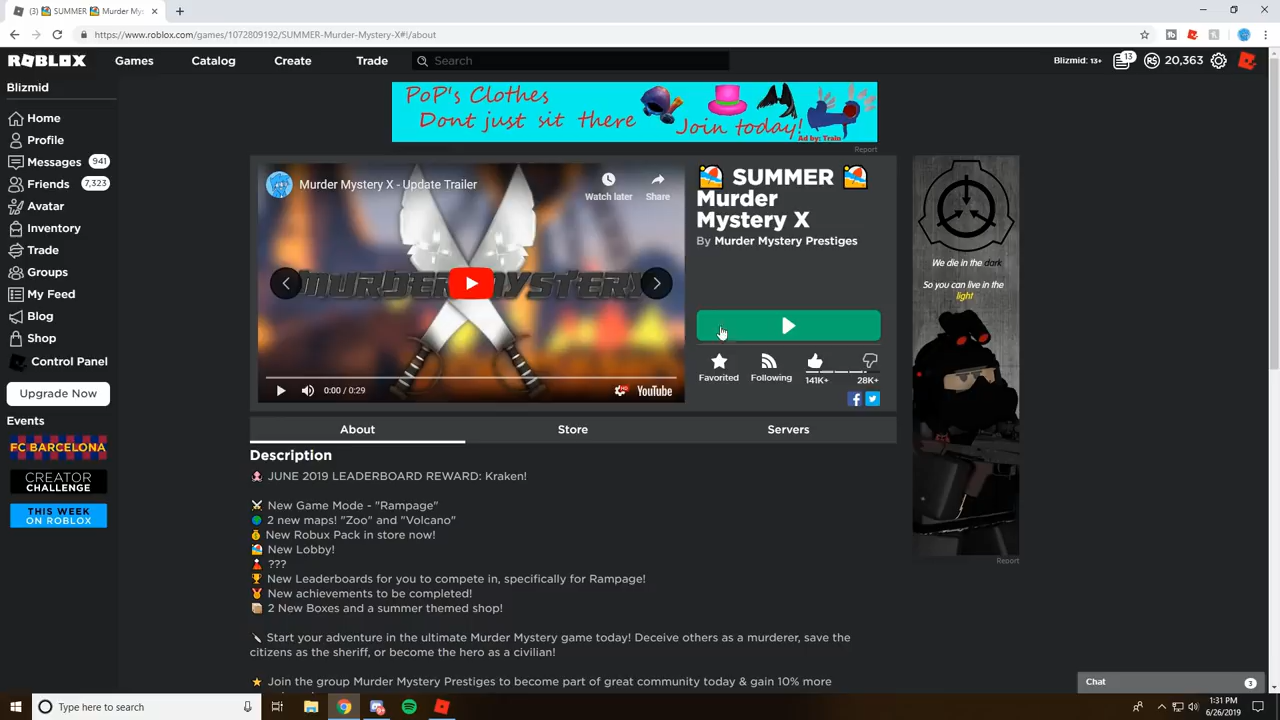 (3) 🏖 SUMMER 🏖 Murder My
https://www.roblox.com/games/1072809192/SUMMER-Murder-Mystery-X#!/about
ROBLOX
Games
Catalog
Create
Trade
Search
Blizmid: 13+
13
20,363
Blizmid
Home
Profile
Messages 941
Friends 7,323
Avatar
Inventory
Trade
Groups
My Feed
Blog
Shop
Control Panel
Upgrade Now
Events
FC BARCELONA
CREATOR
CHALLENGE
THIS WEEK
ON ROBLOX
PoP's Clothes
Dont just sit there
Join today!
Ad by: Train
Report
Murder Mystery X - Update Trailer
Watch later
Share
MURDER MYSTERY X
0:00 / 0:29
HD
YouTube
🏖 SUMMER 🏖
Murder
Mystery X
By Murder Mystery Prestiges
Favorited
Following
141K+
28K+
We die in the dark
So you can live in the
light
Report
About
Store
Servers
Description
🐙 JUNE 2019 LEADERBOARD REWARD: Kraken!
⚔ New Game Mode - "Rampage"
🌎 2 new maps! "Zoo" and "Volcano"
💰 New Robux Pack in store now!
🏖 New Lobby!
???
🏆 New Leaderboards for you to compete in, specifically for Rampage!
🏅 New achievements to be completed!
📦 2 New Boxes and a summer themed shop!
🔪 Start your adventure in the ultimate Murder Mystery game today! Deceive others as a murderer, save the
citizens as the sheriff, or become the hero as a civilian!
⭐ Join the group Murder Mystery Prestiges to become part of great community today & gain 10% more
Chat
3
Type here to search
1:31 PM
6/26/2019